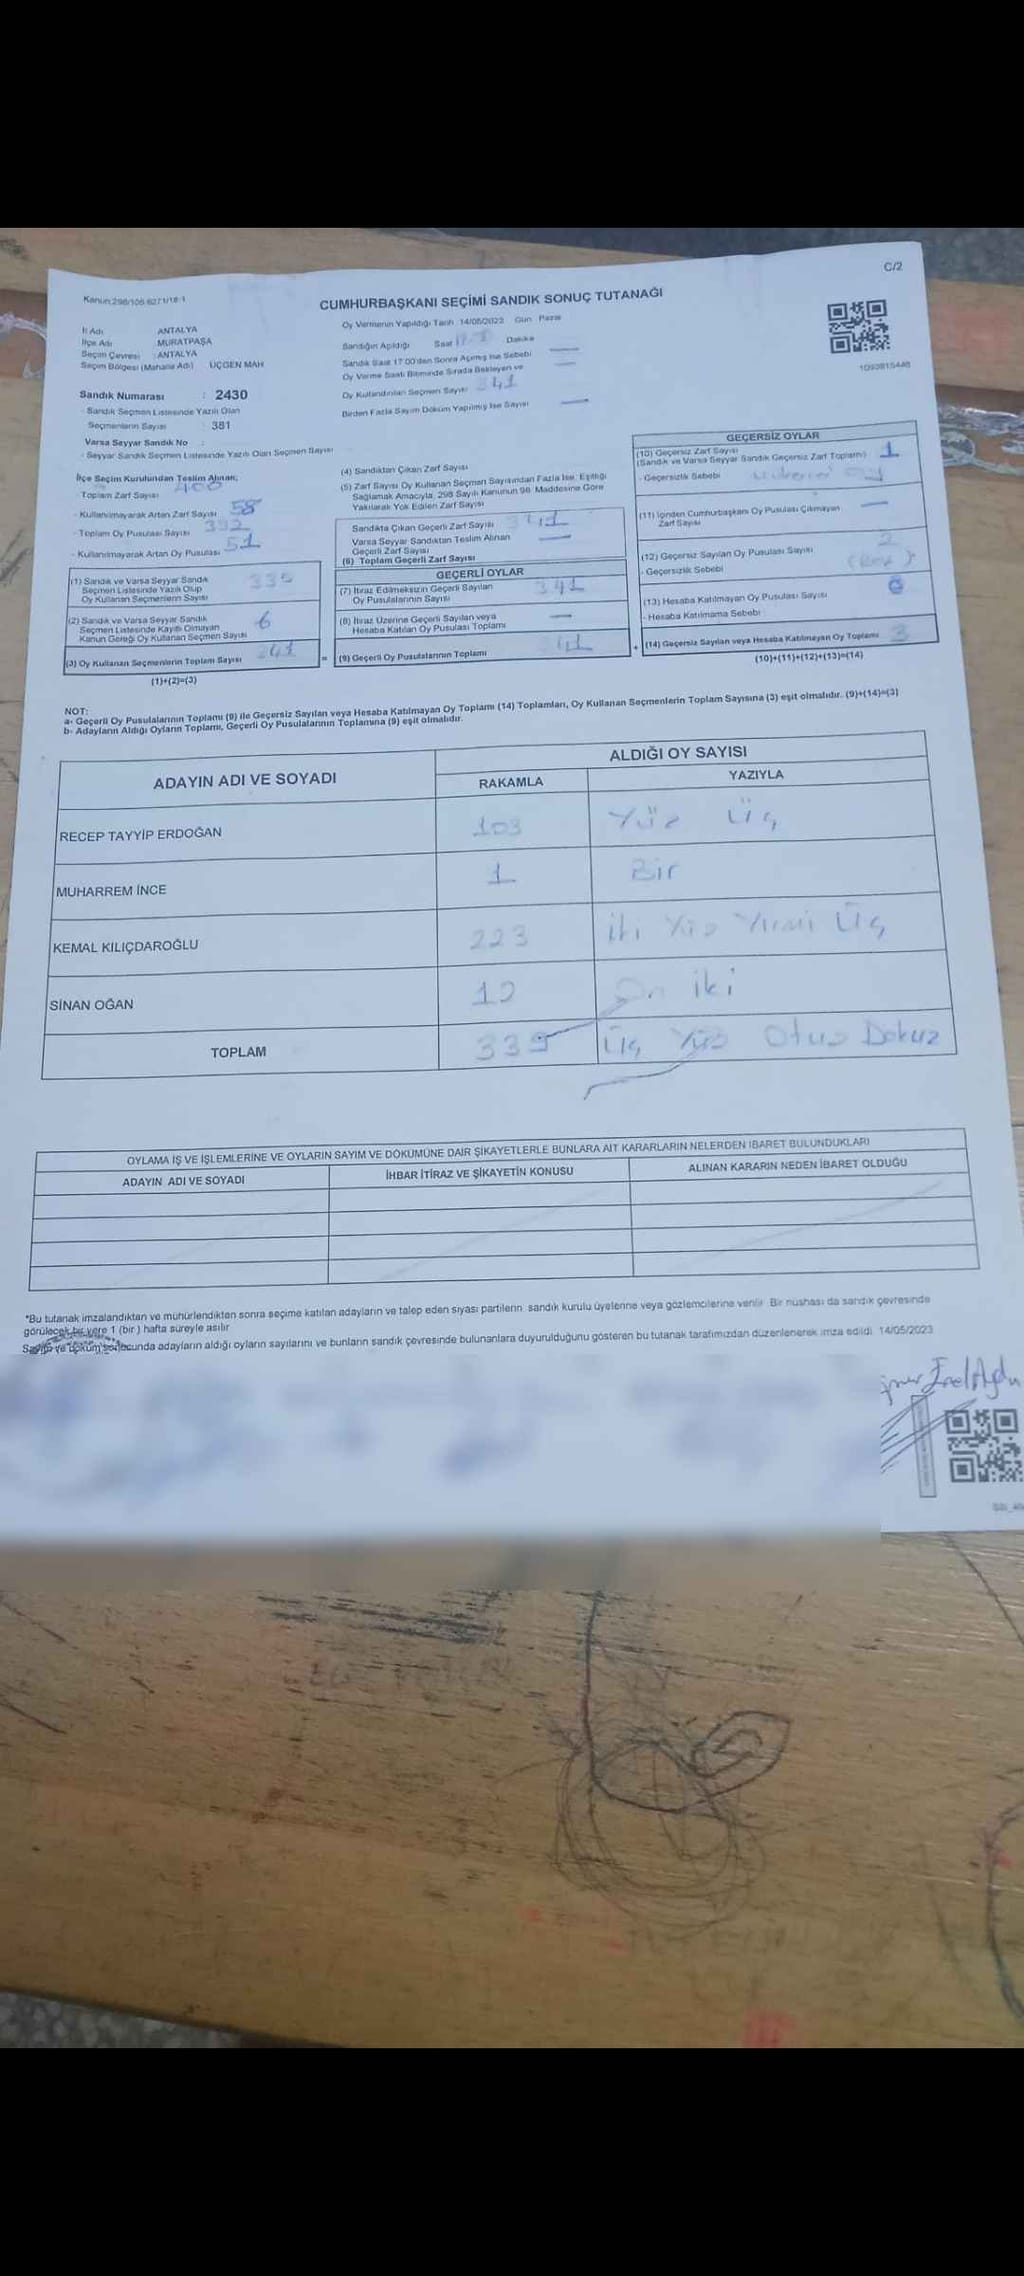 C/2
Kanun:298/105-6271/18-1
CUMHURBAŞKANI SEÇİMİ SANDIK SONUÇ TUTANAĞI
İl Adı ANTALYA
İlçe Adı MURATPAŞA
Seçim Çevresi : ANTALYA
Seçim Bölgesi (Mahalle Adı) ÜÇGEN MAH
Sandık Numarası : 2430
- Sandık Seçmen Listesinde Yazılı Olan
Seçmenlerin Sayısı : 381
Varsa Seyyar Sandık No :
- Seyyar Sandık Seçmen Listesinde Yazılı Olan Seçmen Sayısı
Oy Vermenin Yapıldığı Tarih 14/05/2023 Gün Pazar
Sandığın Açıldığı Saat Dakika
Sandık Saat 17.00'den Sonra Açılmış İse Sebebi
Oy Verme Saati Bitiminde Sırada Bekleyen ve
Oy Kullandırılan Seçmen Sayısı 341
Birden Fazla Sayım Döküm Yapılmış İse Sayısı
1093815448
İlçe Seçim Kurulundan Teslim Alınan;
- Toplam Zarf Sayısı 400
- Kullanılmayarak Artan Zarf Sayısı 58
- Toplam Oy Pusulası Sayısı 392
- Kullanılmayarak Artan Oy Pusulası 51
(1) Sandık ve Varsa Seyyar Sandık
Seçmen Listesinde Yazılı Olup
Oy Kullanan Seçmenlerin Sayısı 335
(2) Sandık ve Varsa Seyyar Sandık
Seçmen Listesinde Kayıtlı Olmayan
Kanun Gereği Oy Kullanan Seçmen Sayısı 6
(3) Oy Kullanan Seçmenlerin Toplam Sayısı 341
(1)+(2)=(3)
=
(4) Sandıktan Çıkan Zarf Sayısı
(5) Zarf Sayısı Oy Kullanan Seçmen Sayısından Fazla İse, Eşitliği
Sağlamak Amacıyla, 298 Sayılı Kanunun 98. Maddesine Göre
Yakılarak Yok Edilen Zarf Sayısı
Sandıkta Çıkan Geçerli Zarf Sayısı 341
Varsa Seyyar Sandıktan Teslim Alınan
Geçerli Zarf Sayısı
(6) Toplam Geçerli Zarf Sayısı
GEÇERLİ OYLAR
(7) İtiraz Edilmeksizin Geçerli Sayılan
Oy Pusulalarının Sayısı 341
(8) İtiraz Üzerine Geçerli Sayılan veya
Hesaba Katılan Oy Pusulası Toplamı
(9) Geçerli Oy Pusulalarının Toplamı 341
+
GEÇERSİZ OYLAR
(10) Geçersiz Zarf Sayısı
(Sandık ve Varsa Seyyar Sandık Geçersiz Zarf Toplamı) 1
- Geçersizlik Sebebi
(11) İçinden Cumhurbaşkanı Oy Pusulası Çıkmayan
Zarf Sayısı
(12) Geçersiz Sayılan Oy Pusulası Sayısı 2
- Geçersizlik Sebebi
(13) Hesaba Katılmayan Oy Pusulası Sayısı 0
- Hesaba Katılmama Sebebi
(14) Geçersiz Sayılan veya Hesaba Katılmayan Oy Toplamı 3
(10)+(11)+(12)+(13)=(14)
NOT:
a- Geçerli Oy Pusulalarının Toplamı (9) ile Geçersiz Sayılan veya Hesaba Katılmayan Oy Toplamı (14) Toplamları, Oy Kullanan Seçmenlerin Toplam Sayısına (3) eşit olmalıdır. (9)+(14)=(3)
b- Adayların Aldığı Oyların Toplamı, Geçerli Oy Pusulalarının Toplamına (9) eşit olmalıdır.
ADAYIN ADI VE SOYADI ALDIĞI OY SAYISI
RAKAMLA YAZIYLA
RECEP TAYYİP ERDOĞAN 103 Yüz Üç
MUHARREM İNCE 1 Bir
KEMAL KILIÇDAROĞLU 223 İki Yüz Yirmi Üç
SİNAN OĞAN 12 On iki
TOPLAM 339 Üç Yüz Otuz Dokuz
OYLAMA İŞ VE İŞLEMLERİNE VE OYLARIN SAYIM VE DÖKÜMÜNE DAİR ŞİKAYETLERLE BUNLARA AİT KARARLARIN NELERDEN İBARET BULUNDUKLARI
ADAYIN ADI VE SOYADI İHBAR İTİRAZ VE ŞİKAYETİN KONUSU ALINAN KARARIN NEDEN İBARET OLDUĞU
*Bu tutanak imzalandıktan ve mühürlendikten sonra seçime katılan adayların ve talep eden siyasi partilerin sandık kurulu üyelerine veya gözlemcilerine verilir. Bir nüshası da sandık çevresinde
görülecek bir yere 1 (bir) hafta süreyle asılır
Sayım ve döküm sonucunda adayların aldığı oyların sayılarını ve bunların sandık çevresinde bulunanlara duyurulduğunu gösteren bu tutanak tarafımızdan düzenlenerek imza edildi. 14/05/2023